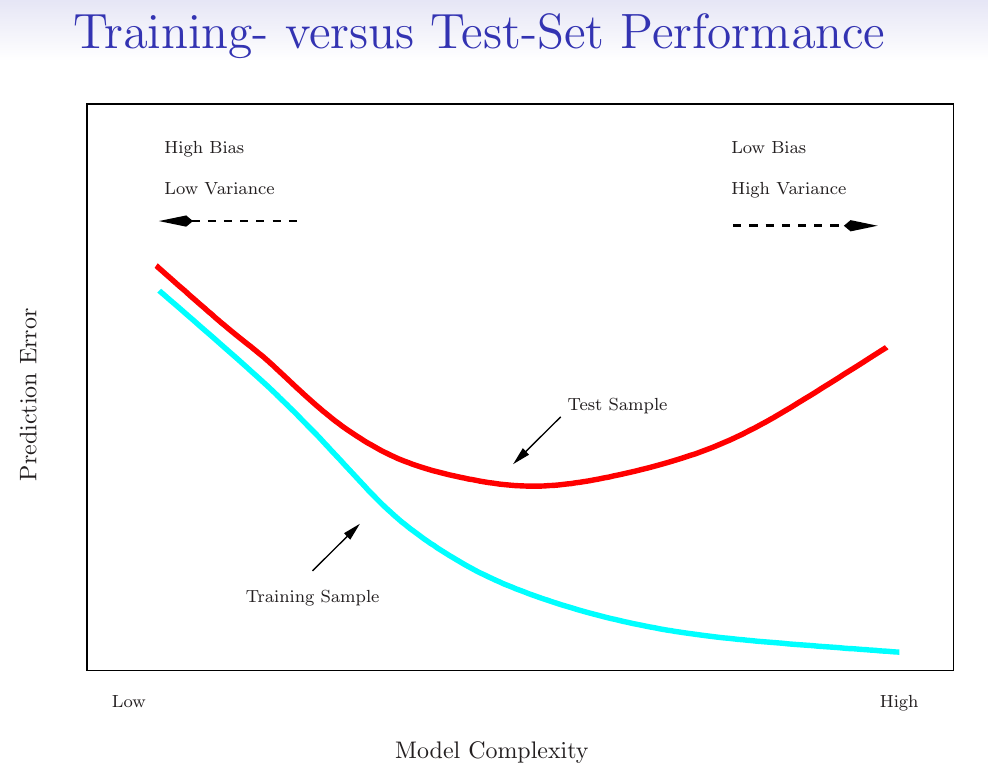 Training- versus Test-Set Performance
High Bias
Low Variance
Low Bias
High Variance
Prediction Error
Test Sample
Training Sample
Low
High
Model Complexity